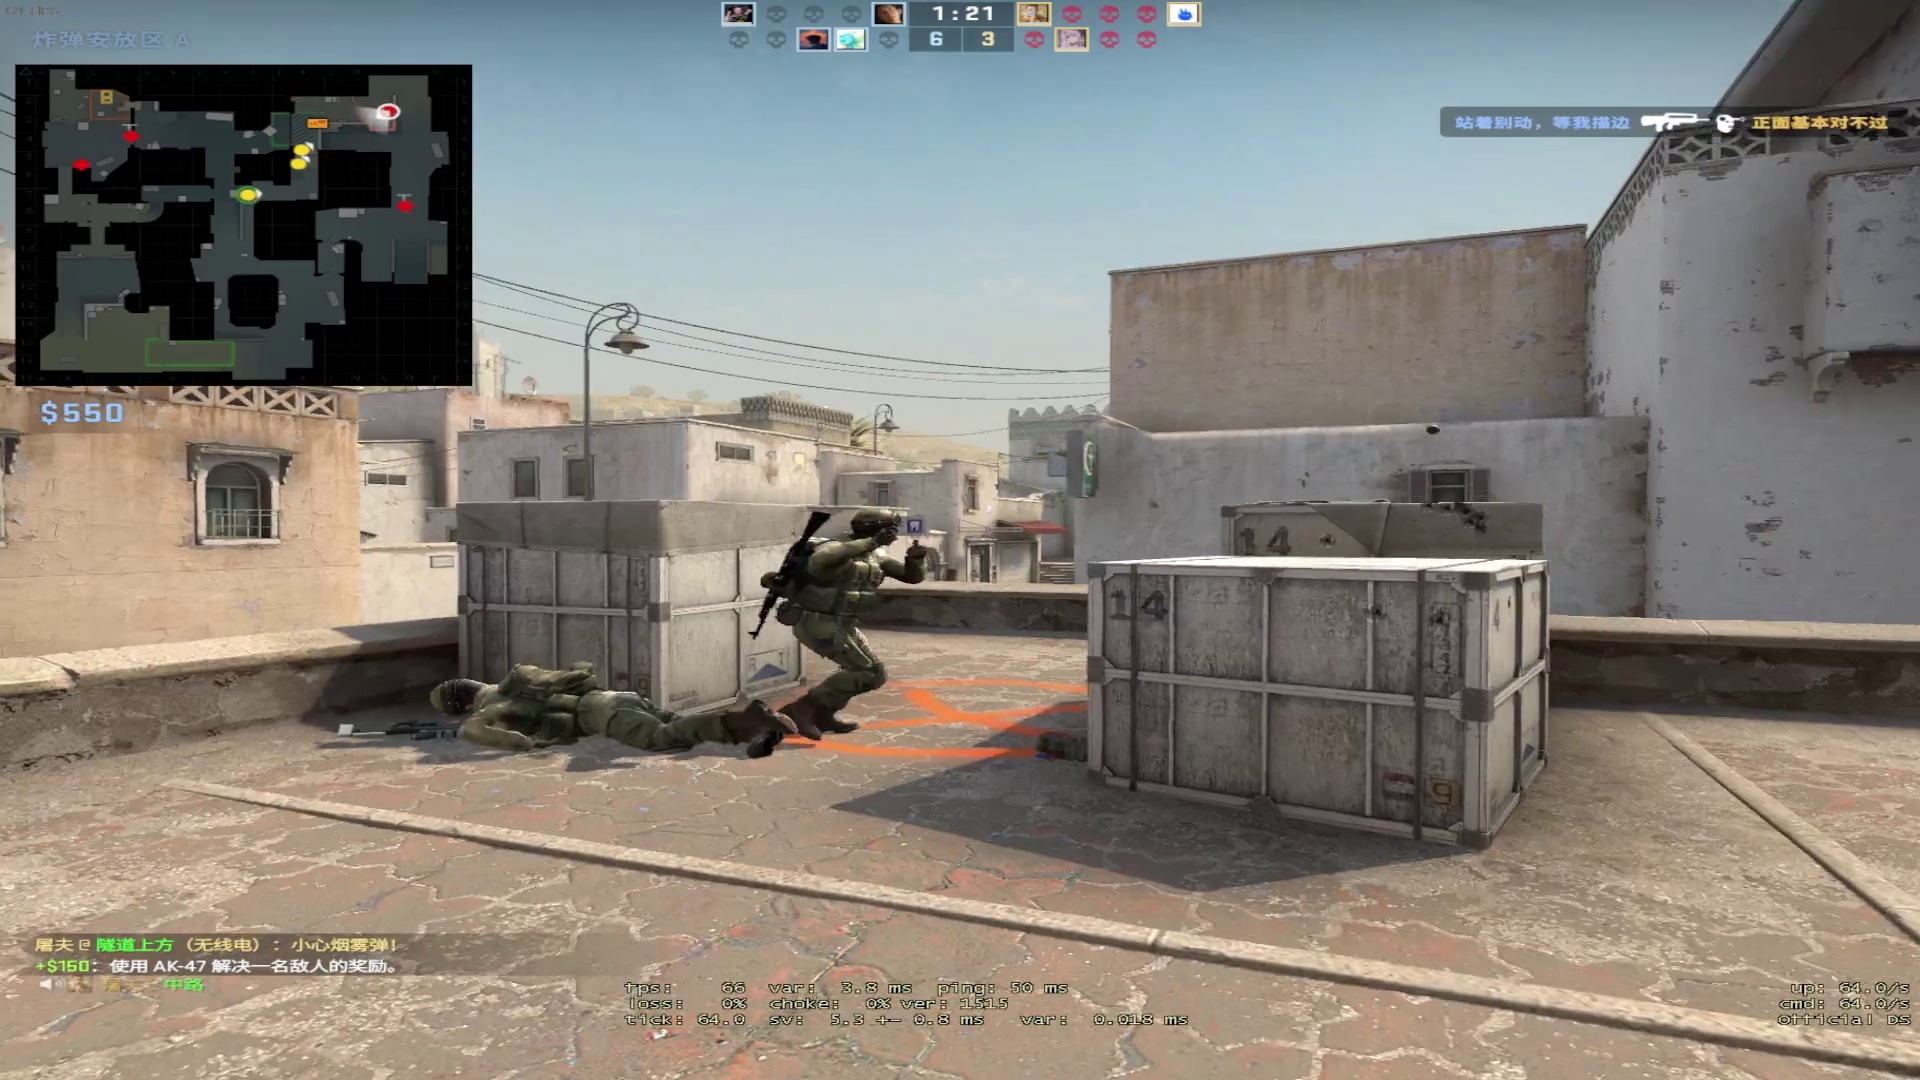 炸弹安放区 A
1:21
6 3
B
站着别动，等我描边 正面基本对不过
$550
14
14
9
屠夫 @ 隧道上方（无线电）：小心烟雾弹！
+$150：使用 AK-47 解决一名敌人的奖励。
中路
fps: 66 var: 3.8 ms ping: 50 ms
loss: 0% choke: 0% ver: 1515
tick: 64.0 sv: 5.3 +- 0.8 ms var: 0.018 ms
up: 64.0/s
cmd: 64.0/s
Official DS